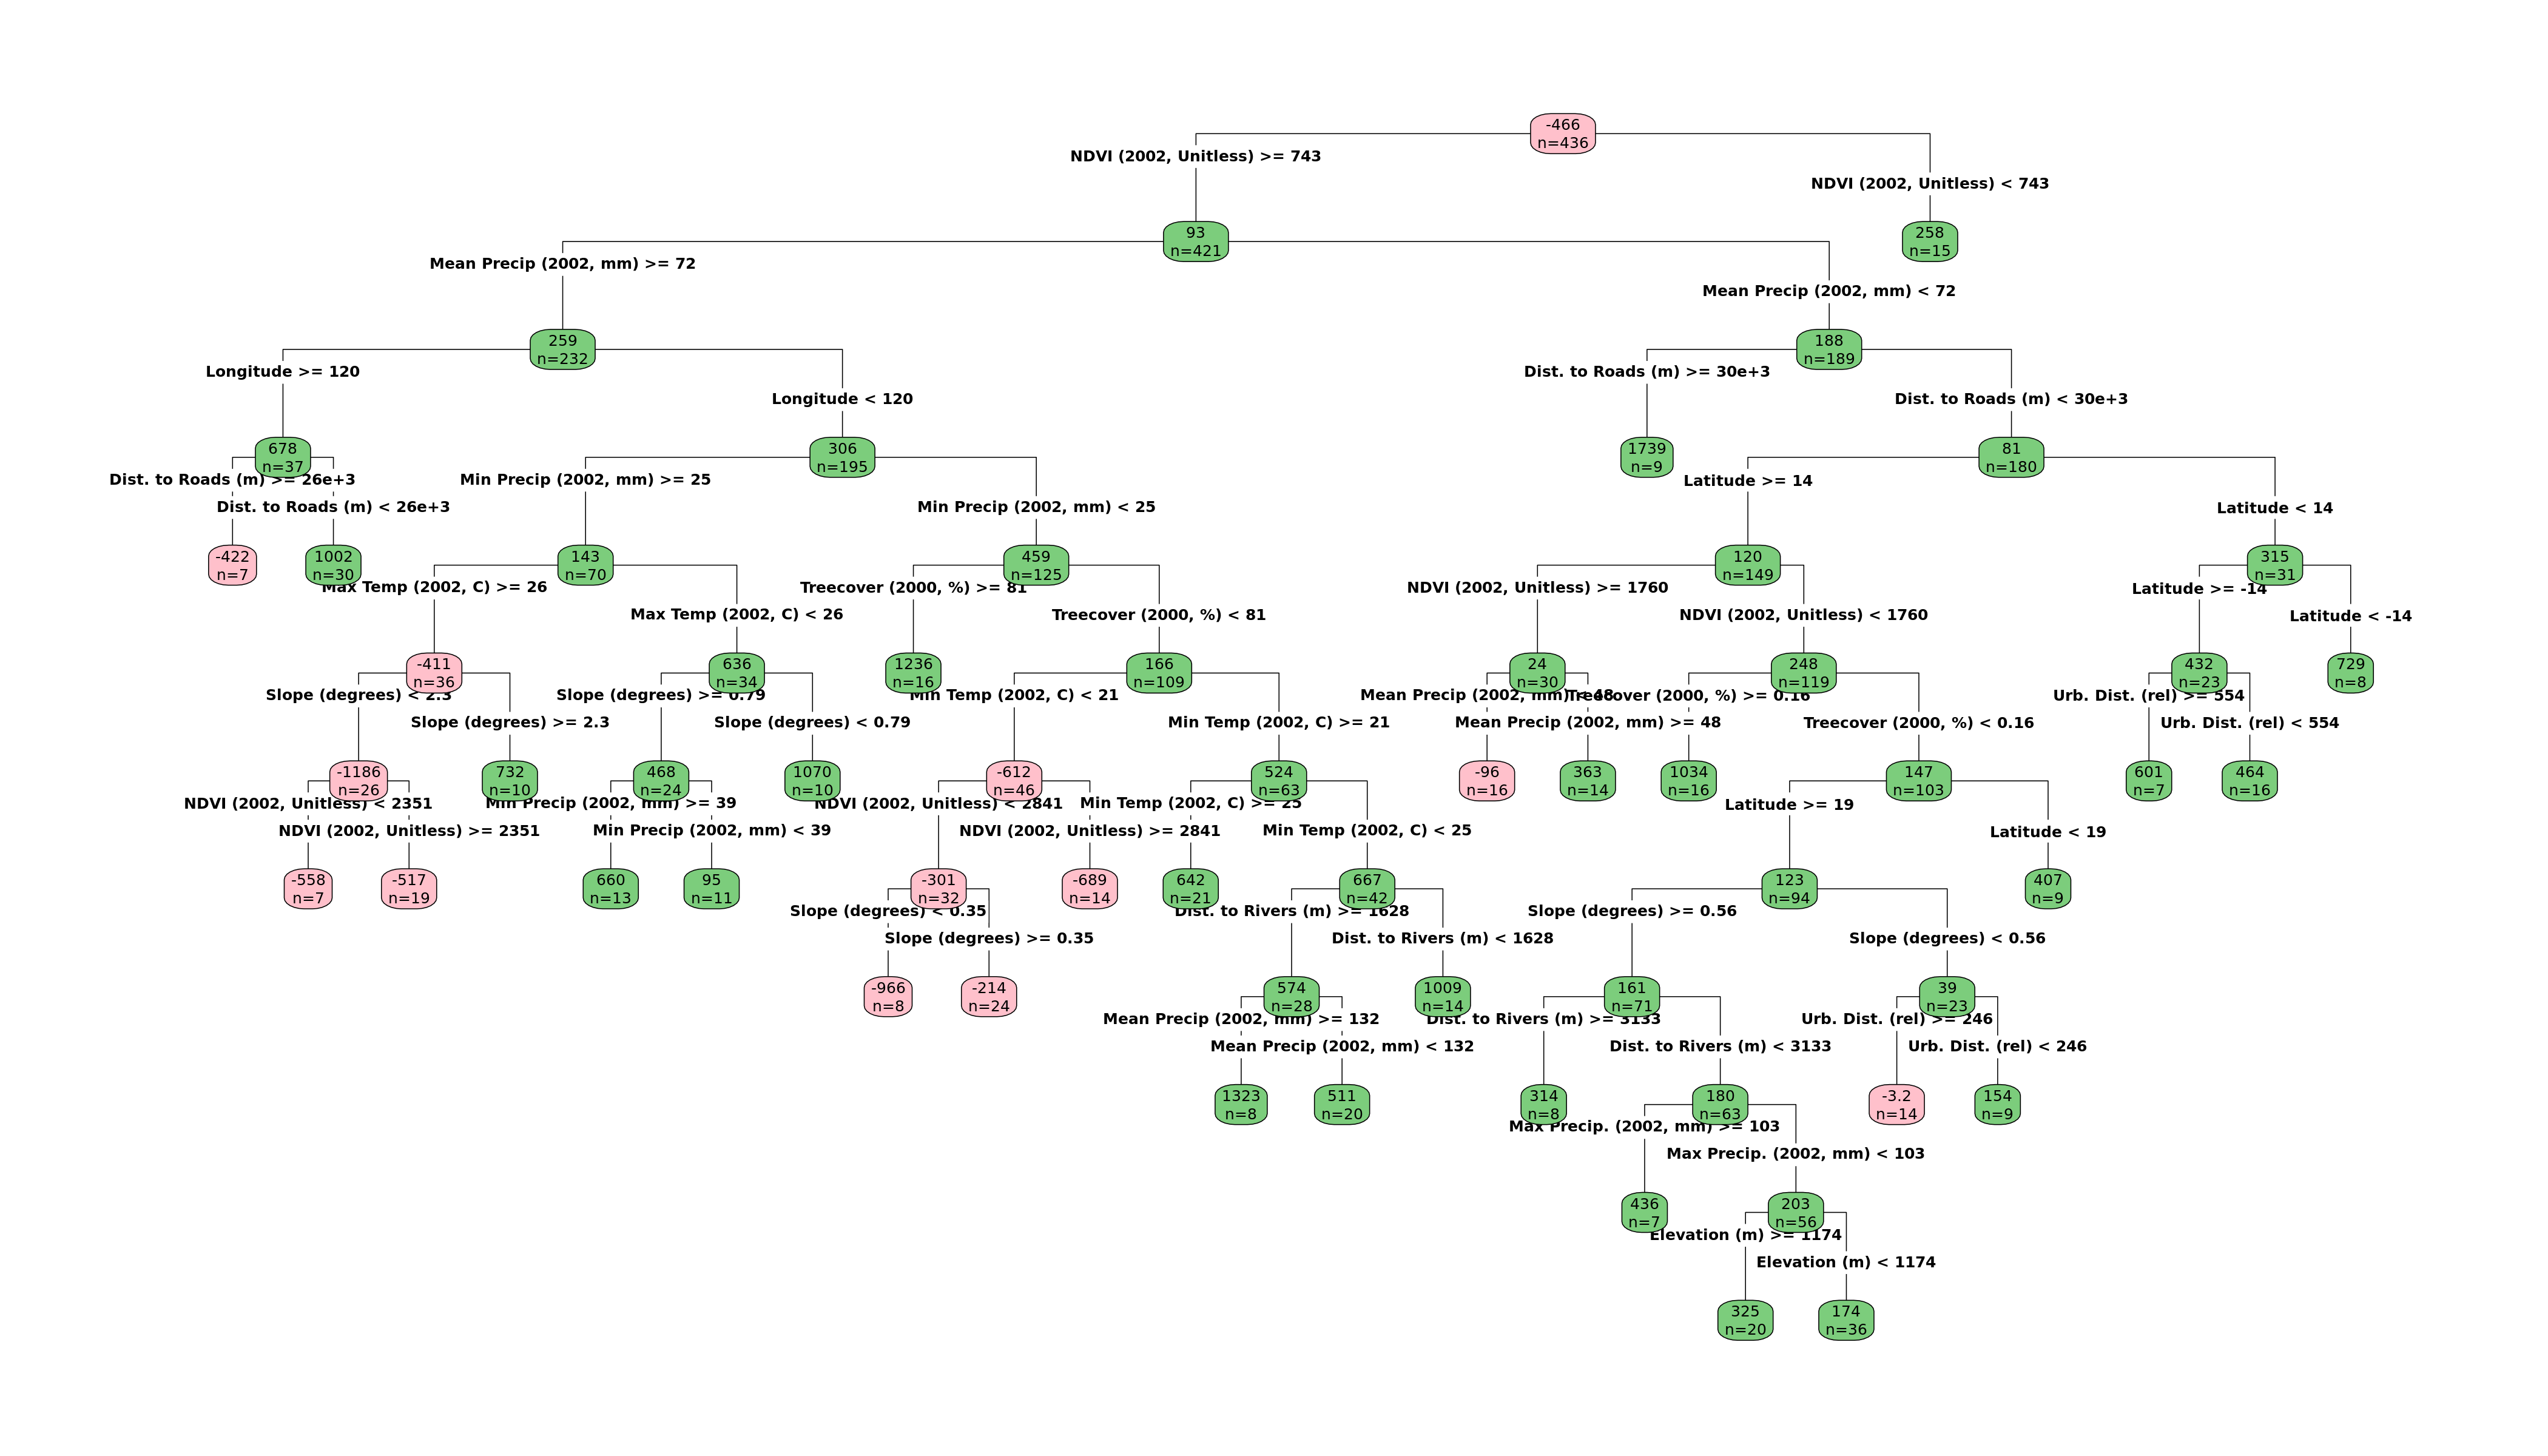 -466
n=436
NDVI (2002, Unitless) >= 743
NDVI (2002, Unitless) < 743
93
n=421
258
n=15
Mean Precip (2002, mm) >= 72
Mean Precip (2002, mm) < 72
259
n=232
188
n=189
Longitude >= 120
Dist. to Roads (m) >= 30e+3
Longitude < 120
Dist. to Roads (m) < 30e+3
678
n=37
306
n=195
1739
n=9
81
n=180
Dist. to Roads (m) >= 26e+3
Min Precip (2002, mm) >= 25
Latitude >= 14
Dist. to Roads (m) < 26e+3
Min Precip (2002, mm) < 25
Latitude < 14
-422
n=7
1002
n=30
143
n=70
459
n=125
120
n=149
315
n=31
Max Temp (2002, C) >= 26
Treecover (2000, %) >= 81
NDVI (2002, Unitless) >= 1760
Latitude >= -14
Max Temp (2002, C) < 26
Treecover (2000, %) < 81
NDVI (2002, Unitless) < 1760
Latitude < -14
-411
n=36
636
n=34
1236
n=16
166
n=109
24
n=30
248
n=119
432
n=23
729
n=8
Slope (degrees) < 2.3
Slope (degrees) >= 0.79
Min Temp (2002, C) < 21
Mean Precip (2002, mm) < 48
Treecover (2000, %) >= 0.16
Urb. Dist. (rel) >= 554
Slope (degrees) >= 2.3
Slope (degrees) < 0.79
Min Temp (2002, C) >= 21
Mean Precip (2002, mm) >= 48
Treecover (2000, %) < 0.16
Urb. Dist. (rel) < 554
-1186
n=26
732
n=10
468
n=24
1070
n=10
-612
n=46
524
n=63
-96
n=16
363
n=14
1034
n=16
147
n=103
601
n=7
464
n=16
NDVI (2002, Unitless) < 2351
Min Precip (2002, mm) >= 39
NDVI (2002, Unitless) < 2841
Min Temp (2002, C) >= 25
Latitude >= 19
NDVI (2002, Unitless) >= 2351
Min Precip (2002, mm) < 39
NDVI (2002, Unitless) >= 2841
Min Temp (2002, C) < 25
Latitude < 19
-558
n=7
-517
n=19
660
n=13
95
n=11
-301
n=32
-689
n=14
642
n=21
667
n=42
123
n=94
407
n=9
Slope (degrees) < 0.35
Dist. to Rivers (m) >= 1628
Slope (degrees) >= 0.56
Slope (degrees) >= 0.35
Dist. to Rivers (m) < 1628
Slope (degrees) < 0.56
-966
n=8
-214
n=24
574
n=28
1009
n=14
161
n=71
39
n=23
Mean Precip (2002, mm) >= 132
Dist. to Rivers (m) >= 3133
Urb. Dist. (rel) >= 246
Mean Precip (2002, mm) < 132
Dist. to Rivers (m) < 3133
Urb. Dist. (rel) < 246
1323
n=8
511
n=20
314
n=8
180
n=63
-3.2
n=14
154
n=9
Max Precip. (2002, mm) >= 103
Max Precip. (2002, mm) < 103
436
n=7
203
n=56
Elevation (m) >= 1174
Elevation (m) < 1174
325
n=20
174
n=36